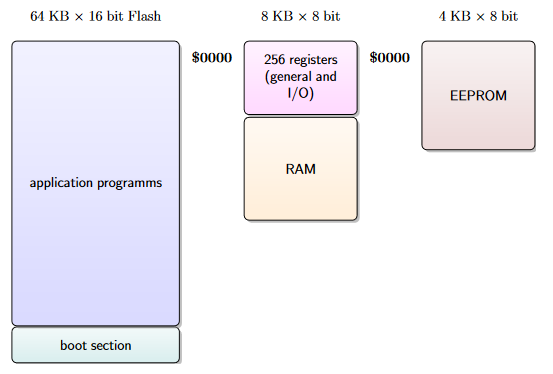 64 KB × 16 bit Flash
8 KB × 8 bit
4 KB × 8 bit
$0000
256 registers
(general and
I/O)
$0000
EEPROM
application programms
RAM
boot section